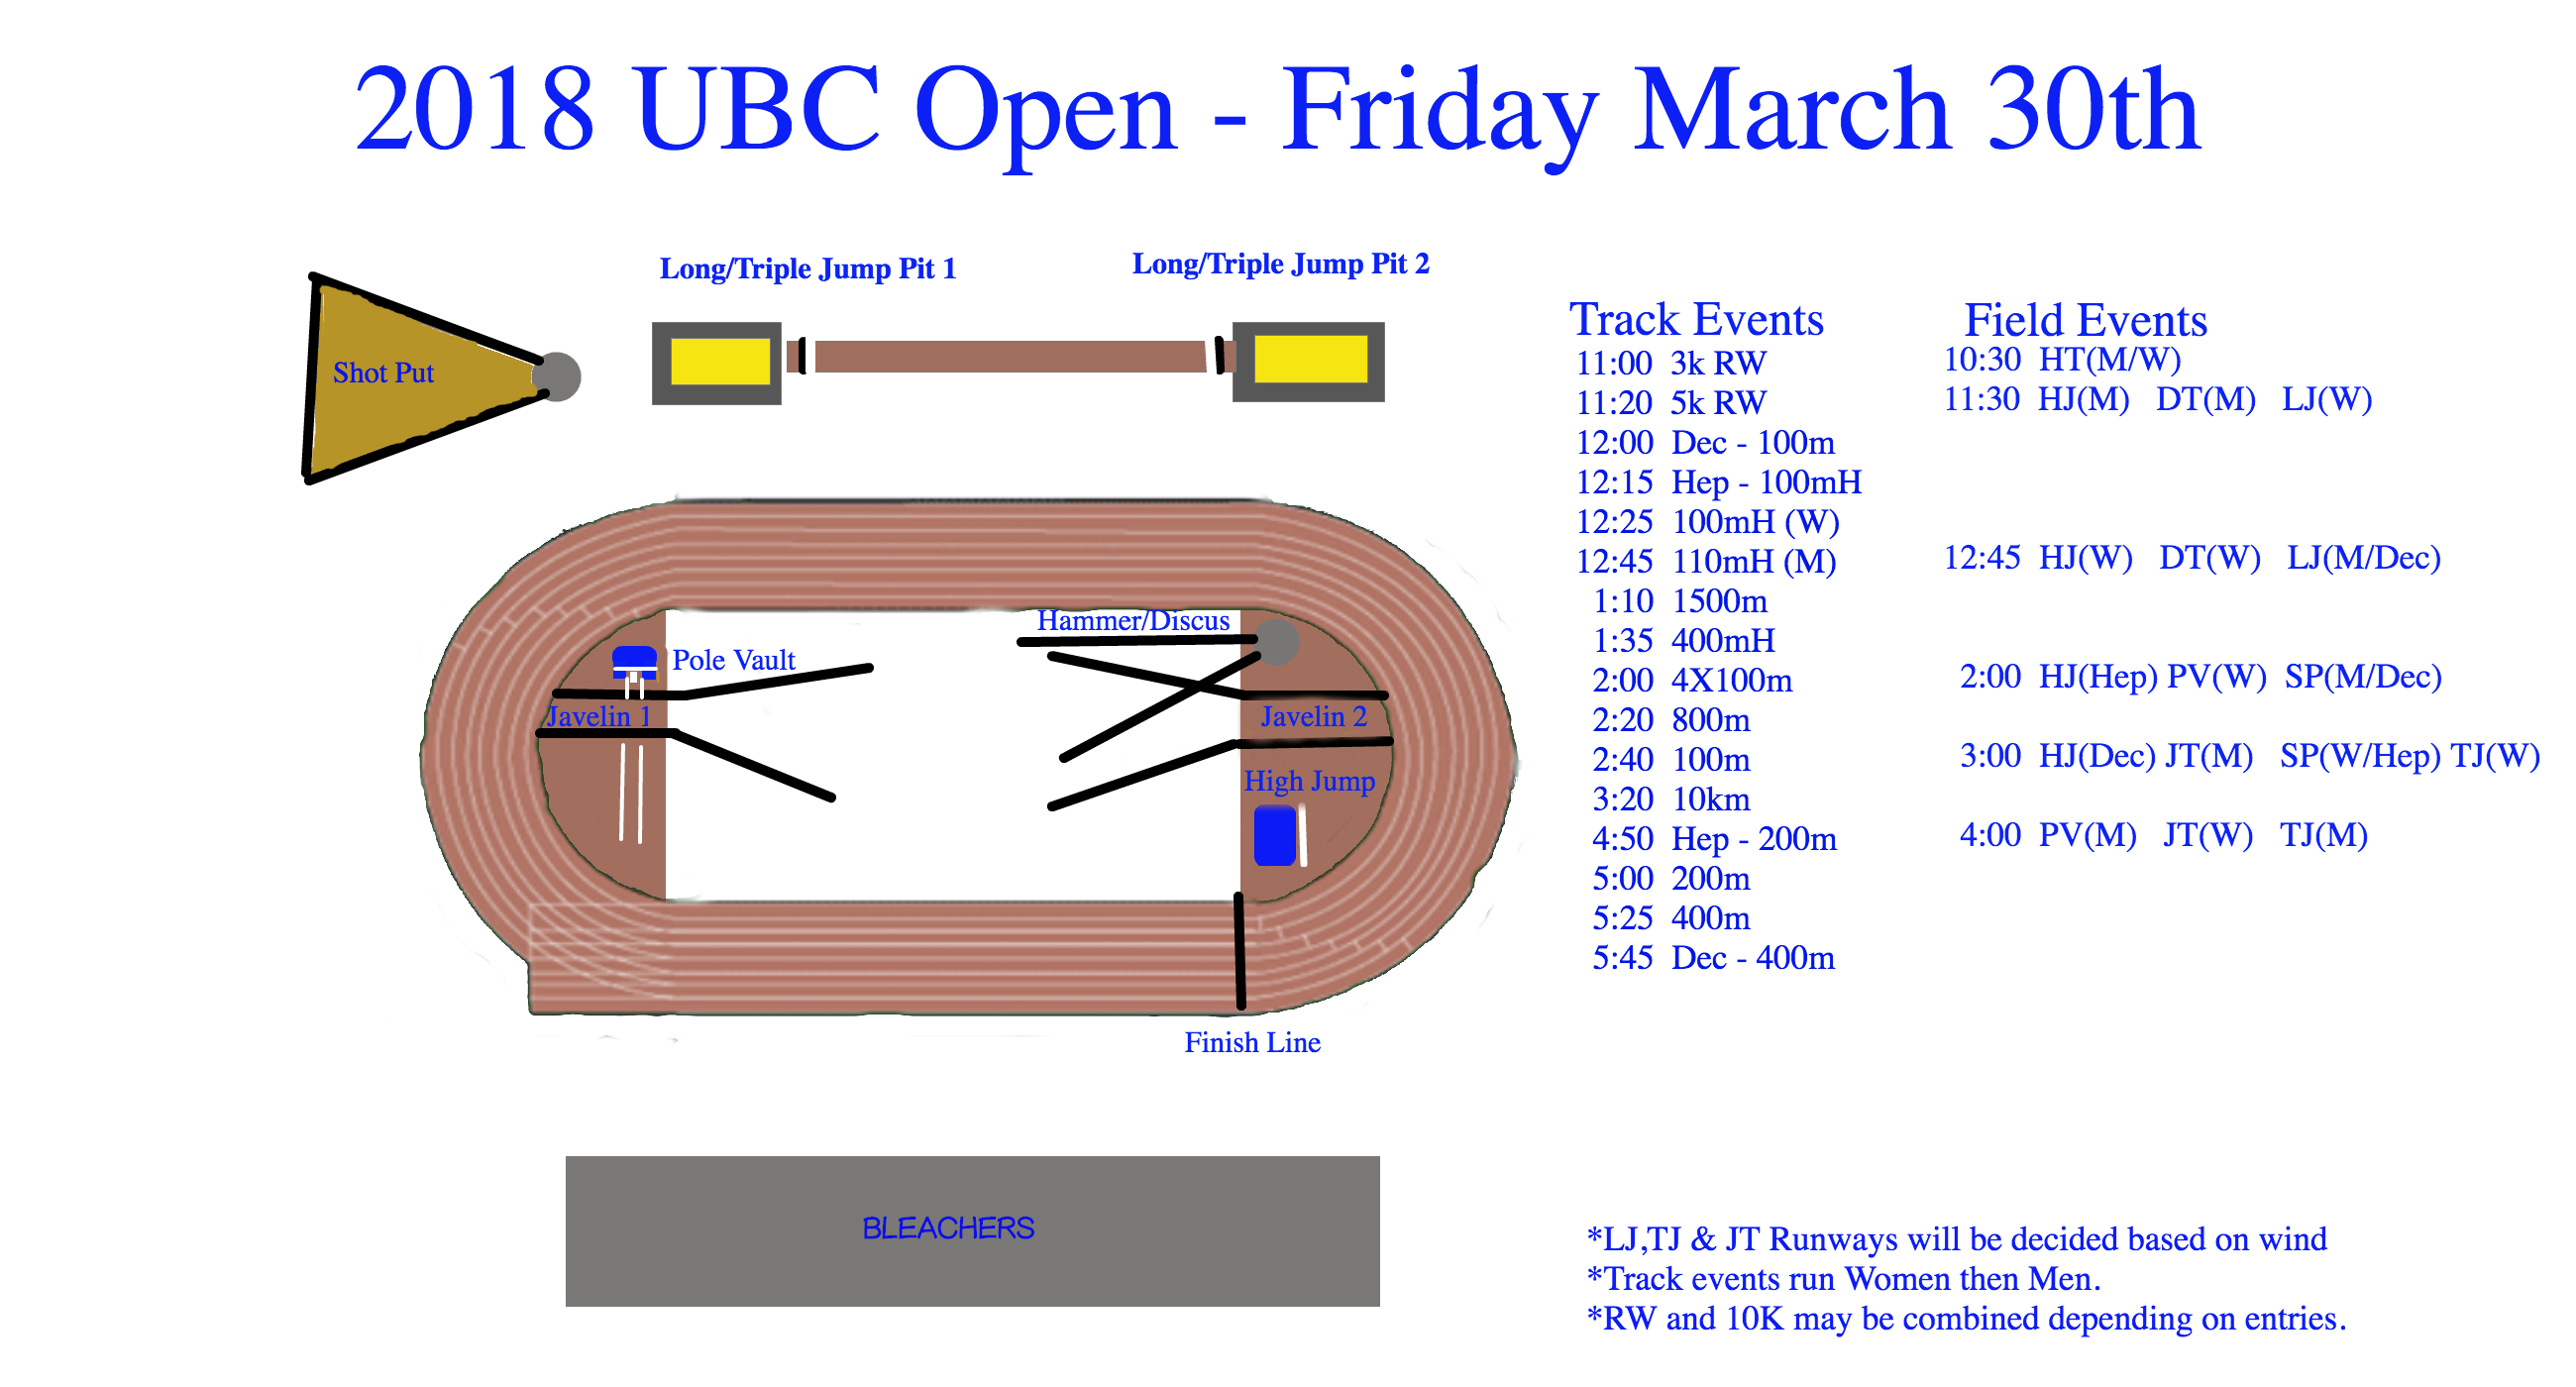 2018 UBC Open - Friday March 30th
Long/Triple Jump Pit 1
Long/Triple Jump Pit 2
Shot Put
Hammer/Discus
Pole Vault
Javelin 1
Javelin 2
High Jump
Finish Line
BLEACHERS
Track Events
11:00 3k RW
11:20 5k RW
12:00 Dec - 100m
12:15 Hep - 100mH
12:25 100mH (W)
12:45 110mH (M)
1:10 1500m
1:35 400mH
2:00 4X100m
2:20 800m
2:40 100m
3:20 10km
4:50 Hep - 200m
5:00 200m
5:25 400m
5:45 Dec - 400m
Field Events
10:30 HT(M/W)
11:30 HJ(M) DT(M) LJ(W)
12:45 HJ(W) DT(W) LJ(M/Dec)
2:00 HJ(Hep) PV(W) SP(M/Dec)
3:00 HJ(Dec) JT(M) SP(W/Hep) TJ(W)
4:00 PV(M) JT(W) TJ(M)
*LJ,TJ & JT Runways will be decided based on wind
*Track events run Women then Men.
*RW and 10K may be combined depending on entries.